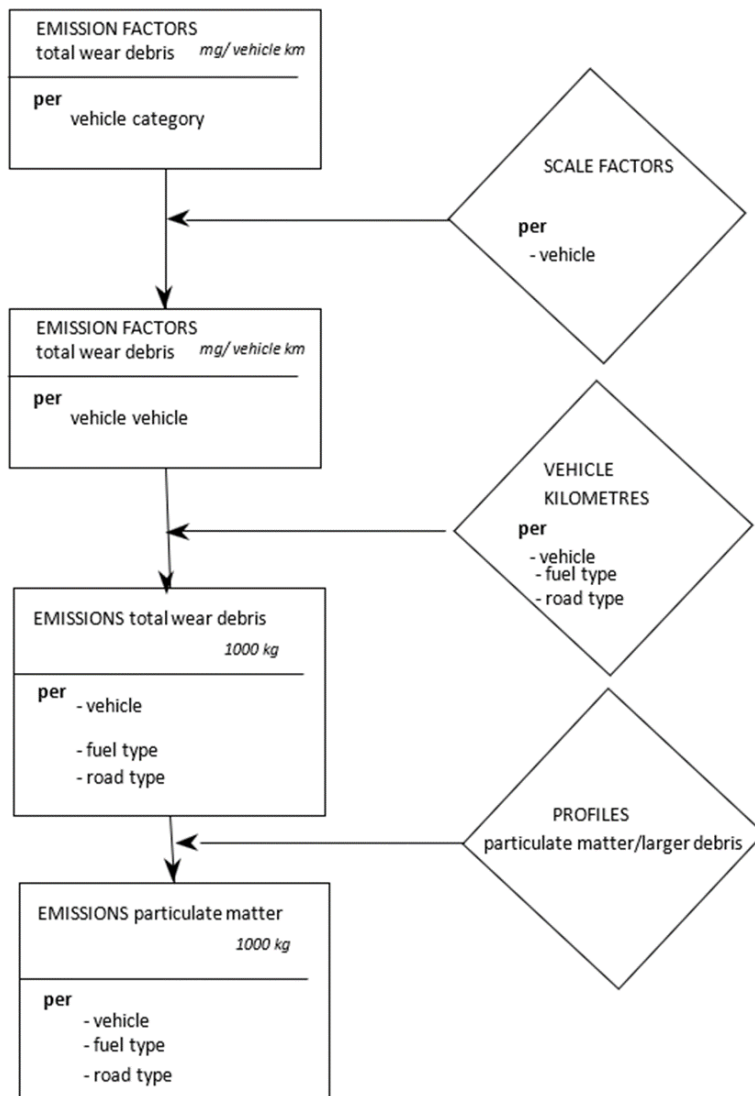 EMISSION FACTORS
total wear debris mg/ vehicle km
per
vehicle category
SCALE FACTORS
per
- vehicle
EMISSION FACTORS
total wear debris mg/ vehicle km
per
vehicle vehicle
VEHICLE
KILOMETRES
per
- vehicle
- fuel type
- road type
EMISSIONS total wear debris
1000 kg
per
- vehicle
- fuel type
- road type
PROFILES
particulate matter/larger debris
EMISSIONS particulate matter
1000 kg
per
- vehicle
- fuel type
- road type